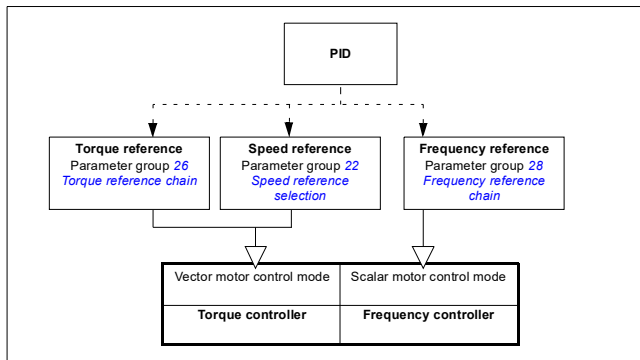 PID
Torque reference
Parameter group 26
Torque reference chain
Speed reference
Parameter group 22
Speed reference
selection
Frequency reference
Parameter group 28
Frequency reference
chain
Vector motor control mode
Scalar motor control mode
Torque controller
Frequency controller